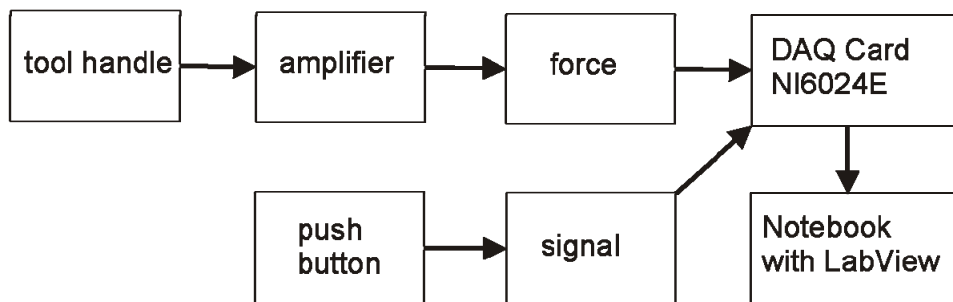 tool handle
amplifier
force
DAQ Card
NI6024E
push
button
signal
Notebook
with LabView